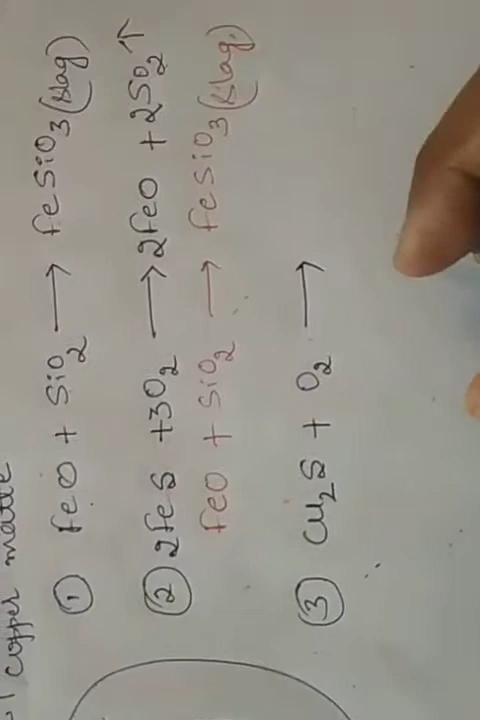 copper matte
① FeO + SiO₂ → FeSiO₃ (slag)
② 2FeS + 3O₂ → 2FeO + 2SO₂↑
FeO + SiO₂ → FeSiO₃ (slag)
③ Cu₂S + O₂ →